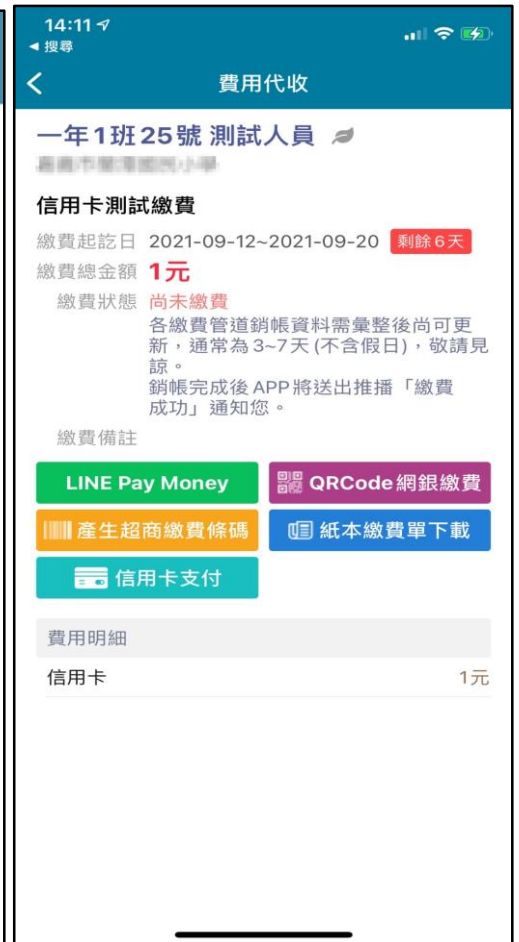 14:11
◀ 搜尋
費用代收
一年1班25號 測試人員
信用卡測試繳費
繳費起訖日 2021-09-12~2021-09-20 剩餘6天
繳費總金額 1元
繳費狀態 尚未繳費
各繳費管道銷帳資料需彙整後尚可更
新，通常為3~7天(不含假日)，敬請見
諒。
銷帳完成後APP將送出推播「繳費
成功」通知您。
繳費備註
LINE Pay Money
QRCode網銀繳費
產生超商繳費條碼
紙本繳費單下載
信用卡支付
費用明細
信用卡 1元